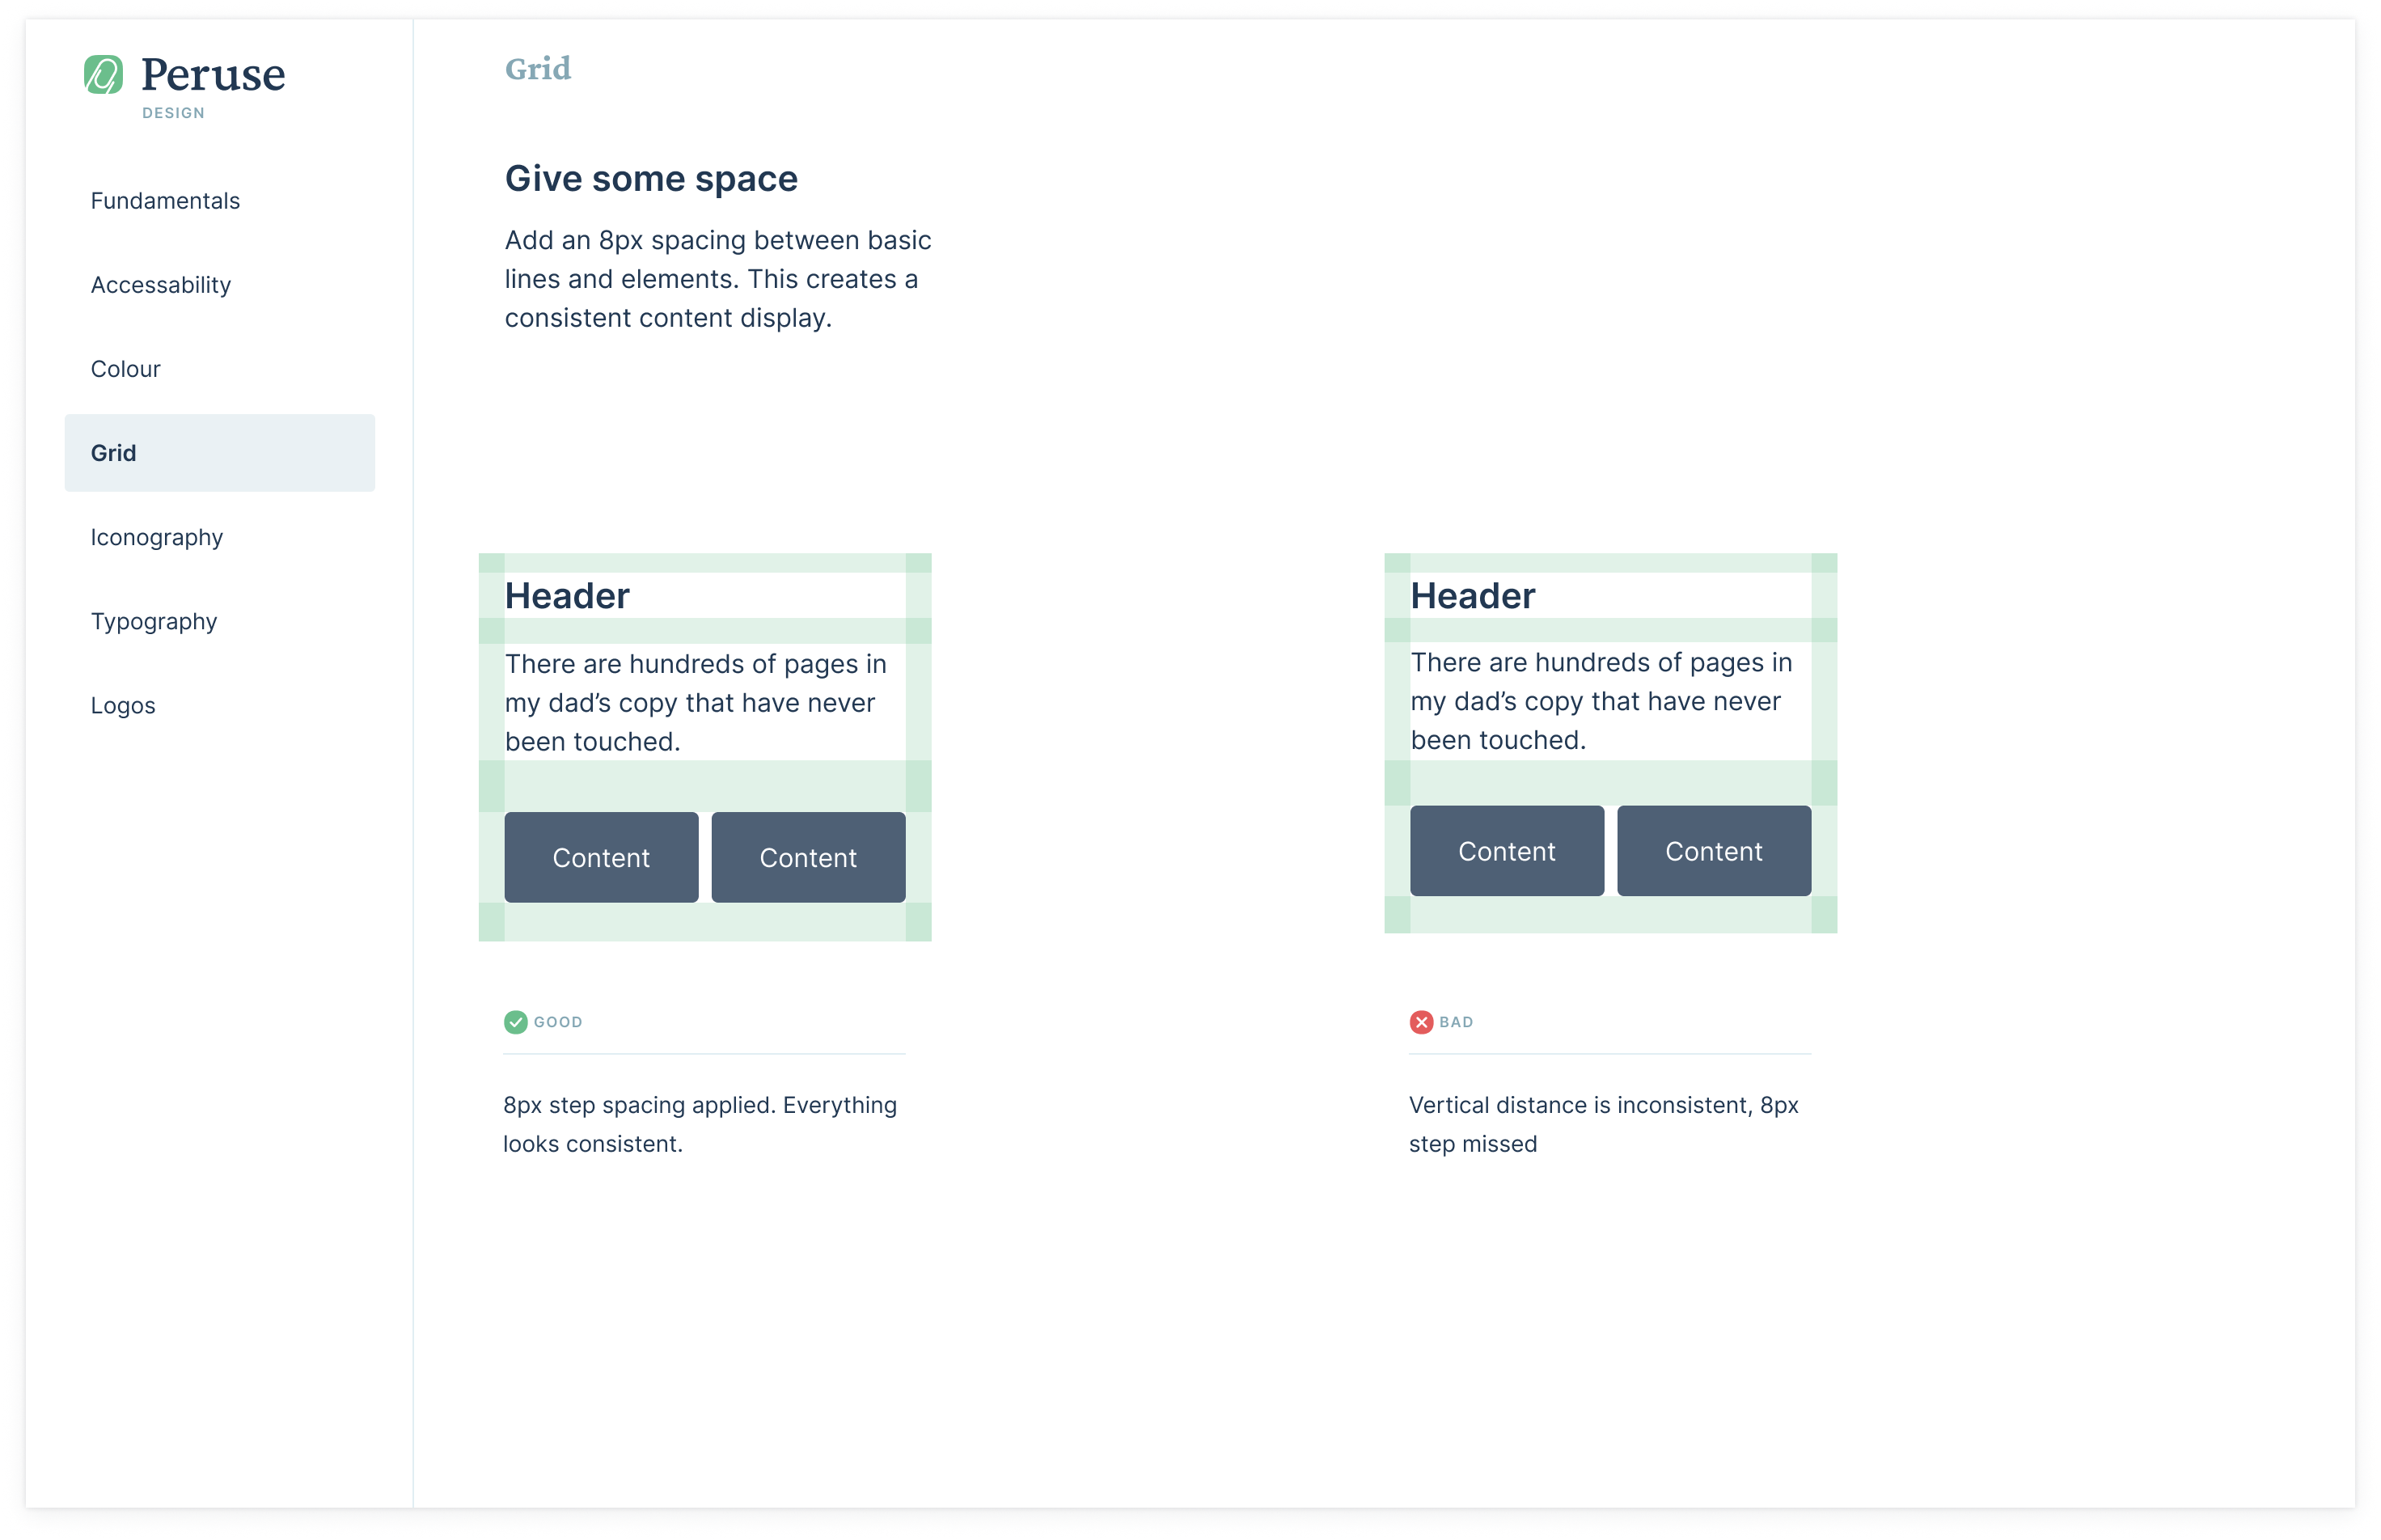 Peruse
DESIGN
Fundamentals
Accessability
Colour
Grid
Iconography
Typography
Logos
Grid
Give some space
Add an 8px spacing between basic
lines and elements. This creates a
consistent content display.
Header
There are hundreds of pages in
my dad’s copy that have never
been touched.
Content
Content
GOOD
8px step spacing applied. Everything
looks consistent.
Header
There are hundreds of pages in
my dad’s copy that have never
been touched.
Content
Content
BAD
Vertical distance is inconsistent, 8px
step missed